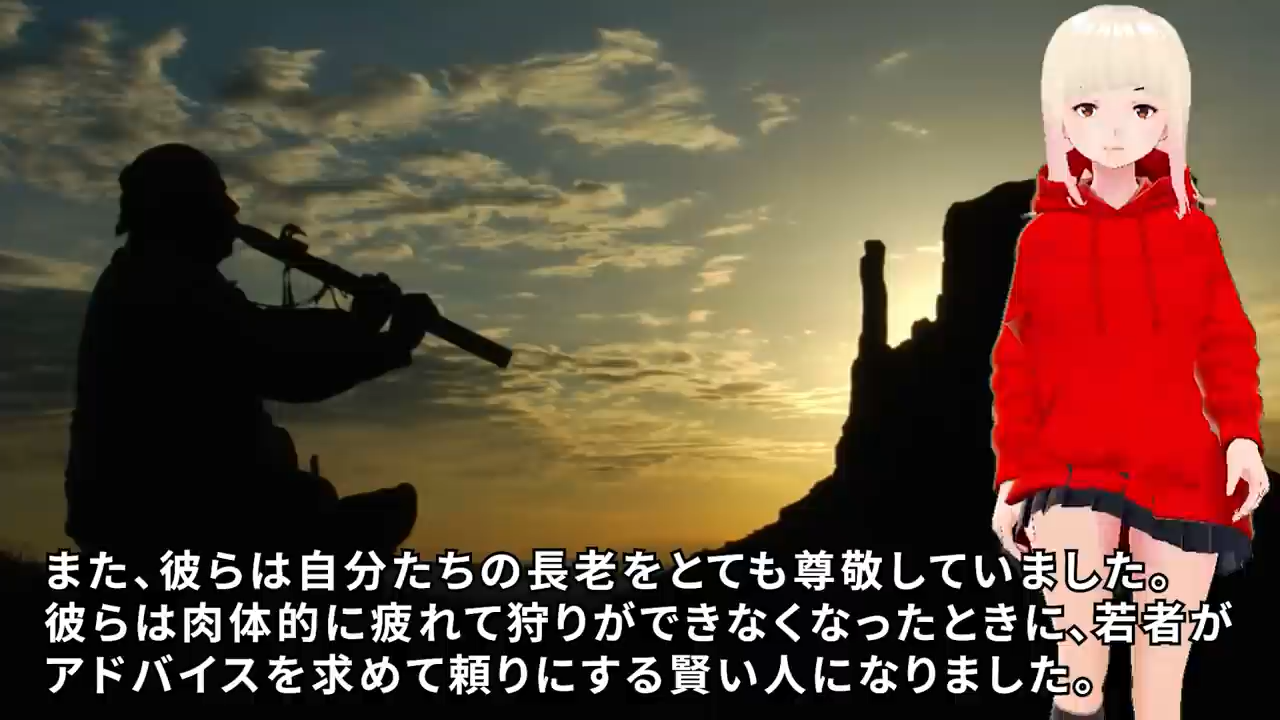 また、彼らは自分たちの長老をとても尊敬していました。
彼らは肉体的に疲れて狩りができなくなったときに、若者が
アドバイスを求めて頼りにする賢い人になりました。